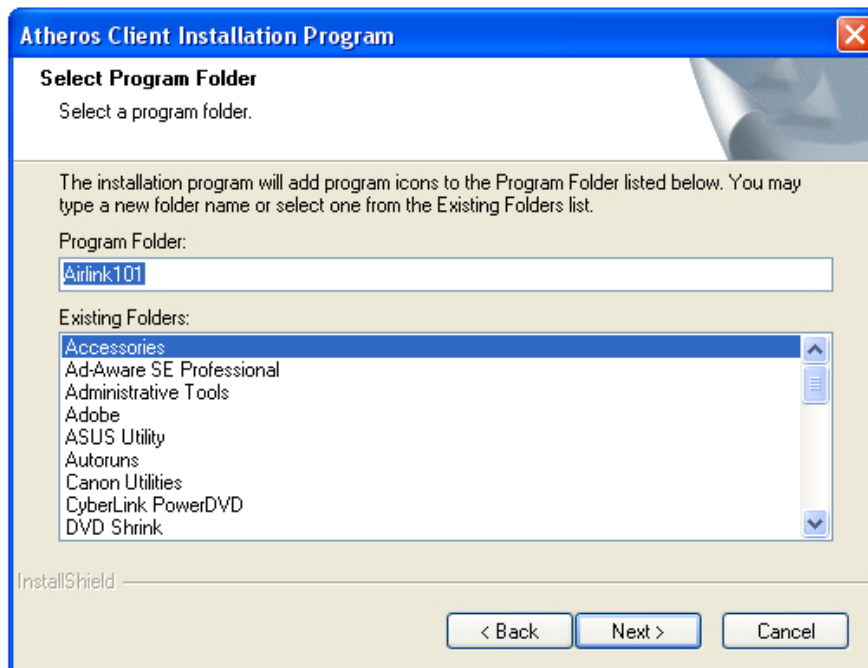 Atheros Client Installation Program
Select Program Folder
Select a program folder.
The installation program will add program icons to the Program Folder listed below. You may
type a new folder name or select one from the Existing Folders list.
Program Folder:
Airlink101
Existing Folders:
Accessories
Ad-Aware SE Professional
Administrative Tools
Adobe
ASUS Utility
Autoruns
Canon Utilities
CyberLink PowerDVD
DVD Shrink
InstallShield
< Back Next > Cancel